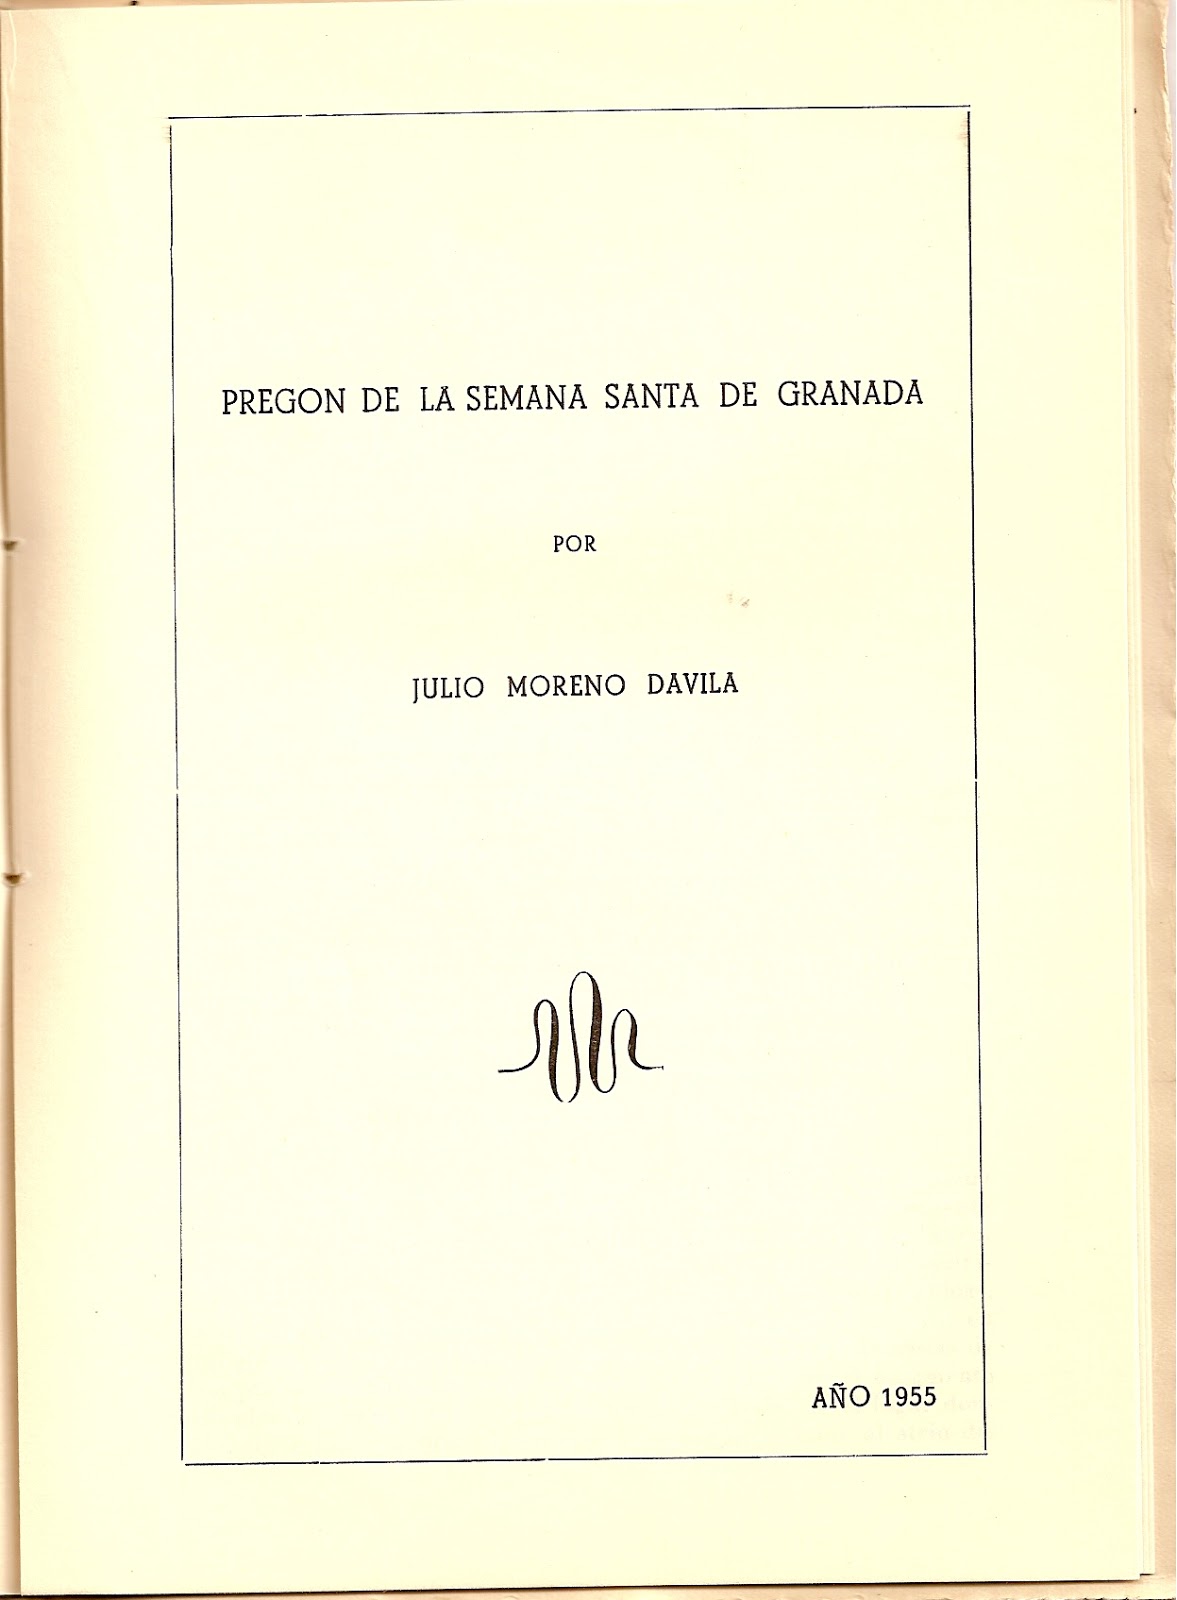 PREGON DE LA SEMANA SANTA DE GRANADA
POR
JULIO MORENO DAVILA
AÑO 1955